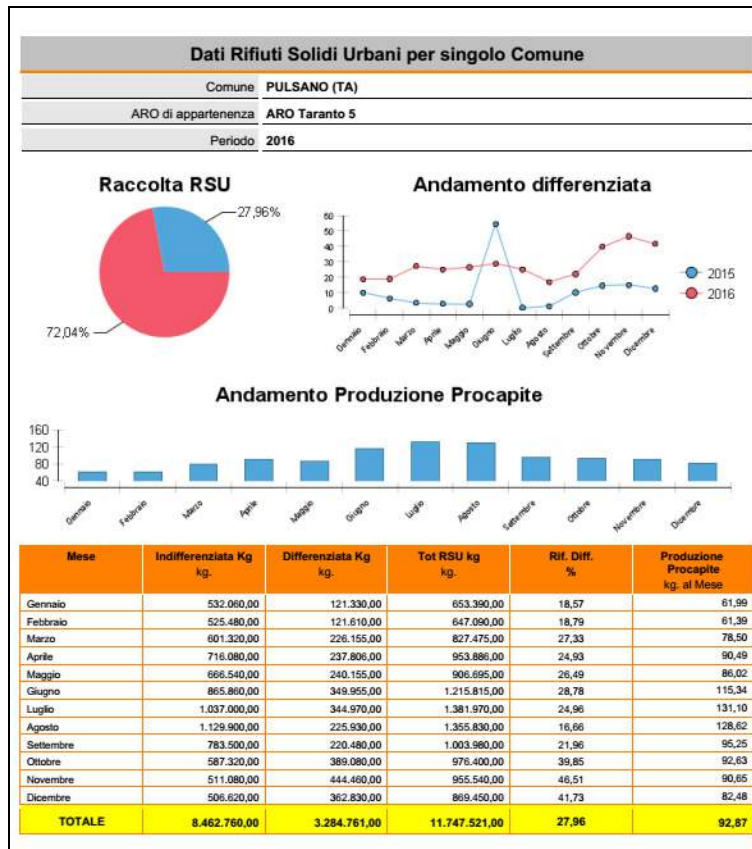 Dati Rifiuti Solidi Urbani per singolo Comune
Comune PULSANO (TA)
ARO di appartenenza ARO Taranto 5
Periodo 2016
Raccolta RSU
27,96%
72,04%
Andamento differenziata
60
50
40
30
20
10
0
Gennaio Febbraio Marzo Aprile Maggio Giugno Luglio Agosto Settembre Ottobre Novembre Dicembre
2015
2016
Andamento Produzione Procapite
160
120
80
40
Gennaio Febbraio Marzo Aprile Maggio Giugno Luglio Agosto Settembre Ottobre Novembre Dicembre
Mese Indifferenziata Kg Differenziata Kg Tot RSU kg Rif. Diff. Produzione
kg. kg. kg. % Procapite
kg. al Mese
Gennaio 532.060,00 121.330,00 653.390,00 18,57 61,99
Febbraio 525.480,00 121.610,00 647.090,00 18,79 61,39
Marzo 601.320,00 226.155,00 827.475,00 27,33 78,50
Aprile 716.080,00 237.806,00 953.886,00 24,93 90,49
Maggio 666.540,00 240.155,00 906.695,00 26,49 86,02
Giugno 865.860,00 349.955,00 1.215.815,00 28,78 115,34
Luglio 1.037.000,00 344.970,00 1.381.970,00 24,96 131,10
Agosto 1.129.900,00 225.930,00 1.355.830,00 16,66 128,62
Settembre 783.500,00 220.480,00 1.003.980,00 21,96 95,25
Ottobre 587.320,00 389.080,00 976.400,00 39,85 92,63
Novembre 511.080,00 444.460,00 955.540,00 46,51 90,65
Dicembre 506.620,00 362.830,00 869.450,00 41,73 82,48
TOTALE 8.462.760,00 3.284.761,00 11.747.521,00 27,96 92,87